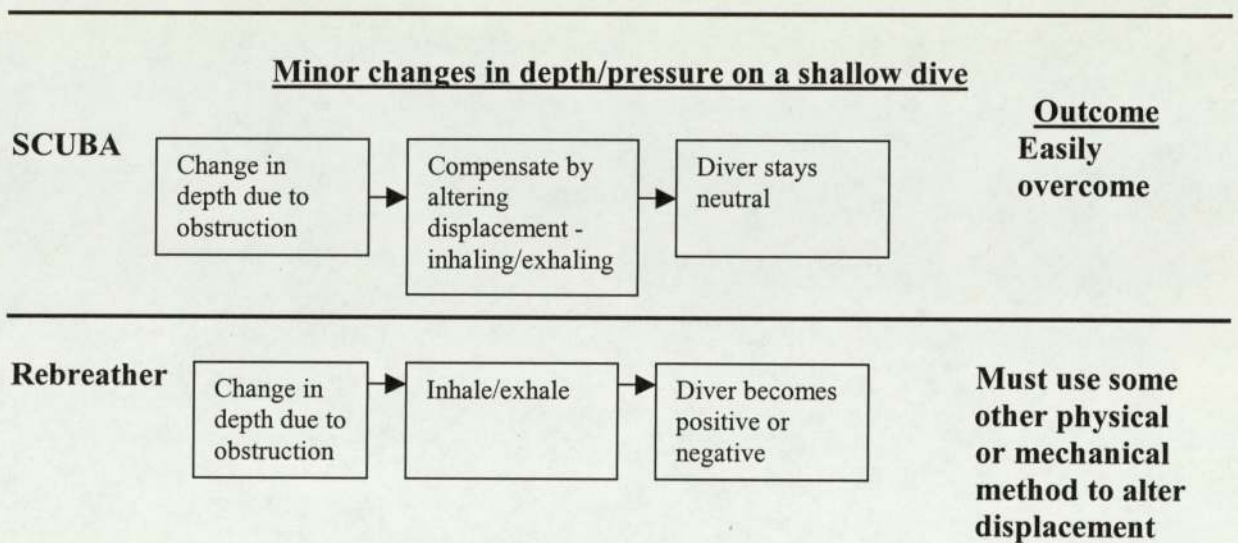 Minor changes in depth/pressure on a shallow dive
Outcome
SCUBA
Change in
depth due to
obstruction
Compensate by
altering
displacement -
inhaling/exhaling
Diver stays
neutral
Easily
overcome
Rebreather
Change in
depth due to
obstruction
Inhale/exhale
Diver becomes
positive or
negative
Must use some
other physical
or mechanical
method to alter
displacement